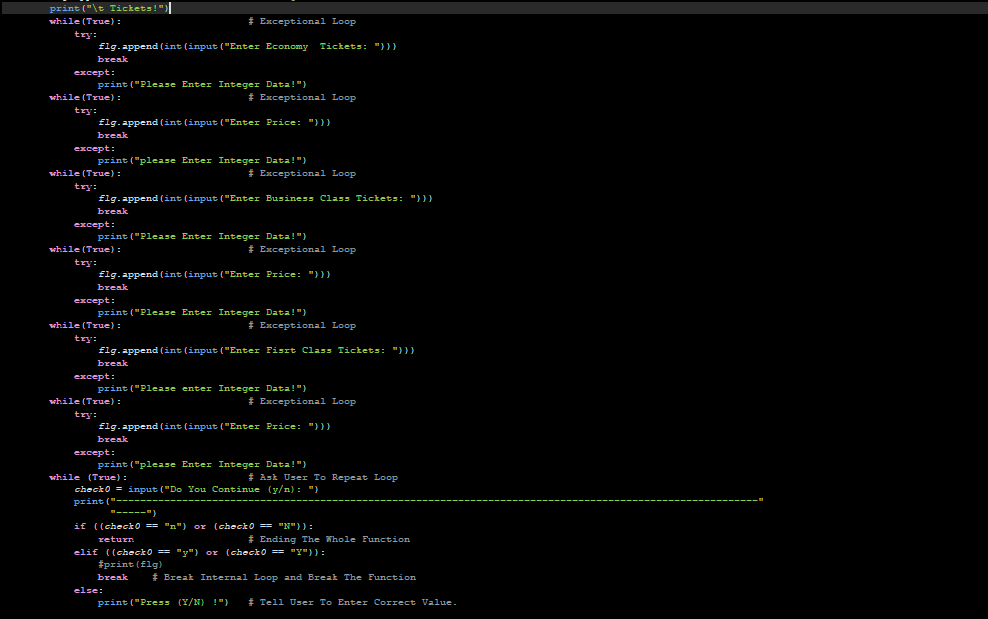 print("\t Tickets!")
while(True):                     # Exceptional Loop
    try:
        flg.append(int(input("Enter Economy  Tickets: ")))
        break
    except:
        print("Please Enter Integer Data!")
while(True):                     # Exceptional Loop
    try:
        flg.append(int(input("Enter Price: ")))
        break
    except:
        print("please Enter Integer Data!")
while(True):                     # Exceptional Loop
    try:
        flg.append(int(input("Enter Business Class Tickets: ")))
        break
    except:
        print("Please Enter Integer Data!")
while(True):                     # Exceptional Loop
    try:
        flg.append(int(input("Enter Price: ")))
        break
    except:
        print("Please Enter Integer Data!")
while(True):                     # Exceptional Loop
    try:
        flg.append(int(input("Enter Fisrt Class Tickets: ")))
        break
    except:
        print("Please enter Integer Data!")
while(True):                     # Exceptional Loop
    try:
        flg.append(int(input("Enter Price: ")))
        break
    except:
        print("please Enter Integer Data!")
while (True):                    # Ask User To Repeat Loop
    check0 = input("Do You Continue (y/n): ")
    print("-----------------------------------------------------------------------------------------------------------"
          "-----")
    if ((check0 == "n") or (check0 == "N")):
        return                   # Ending The Whole Function
    elif ((check0 == "y") or (check0 == "Y")):
        #print(flg)
        break    # Break Internal Loop and Break The Function
    else:
        print("Press (Y/N) !")   # Tell User To Enter Correct Value.